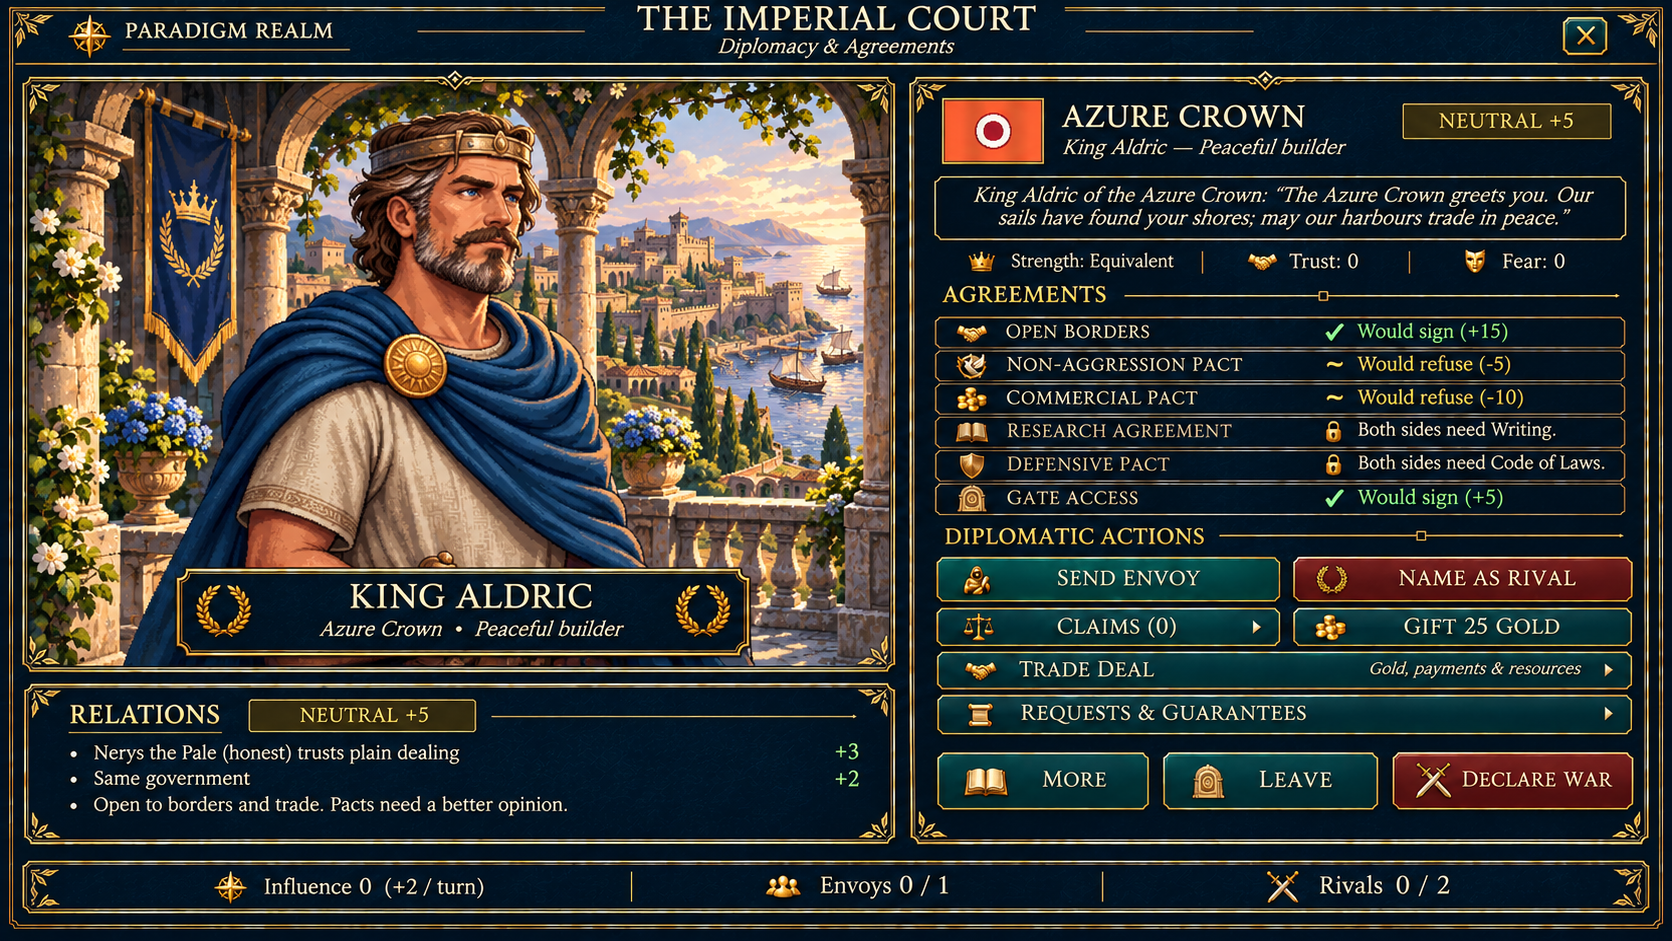 PARADIGM REALM
THE IMPERIAL COURT
Diplomacy & Agreements
KING ALDRIC
Azure Crown • Peaceful builder
RELATIONS
NEUTRAL +5
• Nerys the Pale (honest) trusts plain dealing +3
• Same government +2
• Open to borders and trade. Pacts need a better opinion.
AZURE CROWN
King Aldric — Peaceful builder
NEUTRAL +5
King Aldric of the Azure Crown: “The Azure Crown greets you. Our
sails have found your shores; may our harbours trade in peace.”
Strength: Equivalent
Trust: 0
Fear: 0
AGREEMENTS
OPEN BORDERS Would sign (+15)
NON-AGGRESSION PACT ~ Would refuse (-5)
COMMERCIAL PACT ~ Would refuse (-10)
RESEARCH AGREEMENT Both sides need Writing.
DEFENSIVE PACT Both sides need Code of Laws.
GATE ACCESS Would sign (+5)
DIPLOMATIC ACTIONS
SEND ENVOY
NAME AS RIVAL
CLAIMS (0)
GIFT 25 GOLD
TRADE DEAL Gold, payments & resources
REQUESTS & GUARANTEES
MORE
LEAVE
DECLARE WAR
Influence 0 (+2 / turn)
Envoys 0 / 1
Rivals 0 / 2